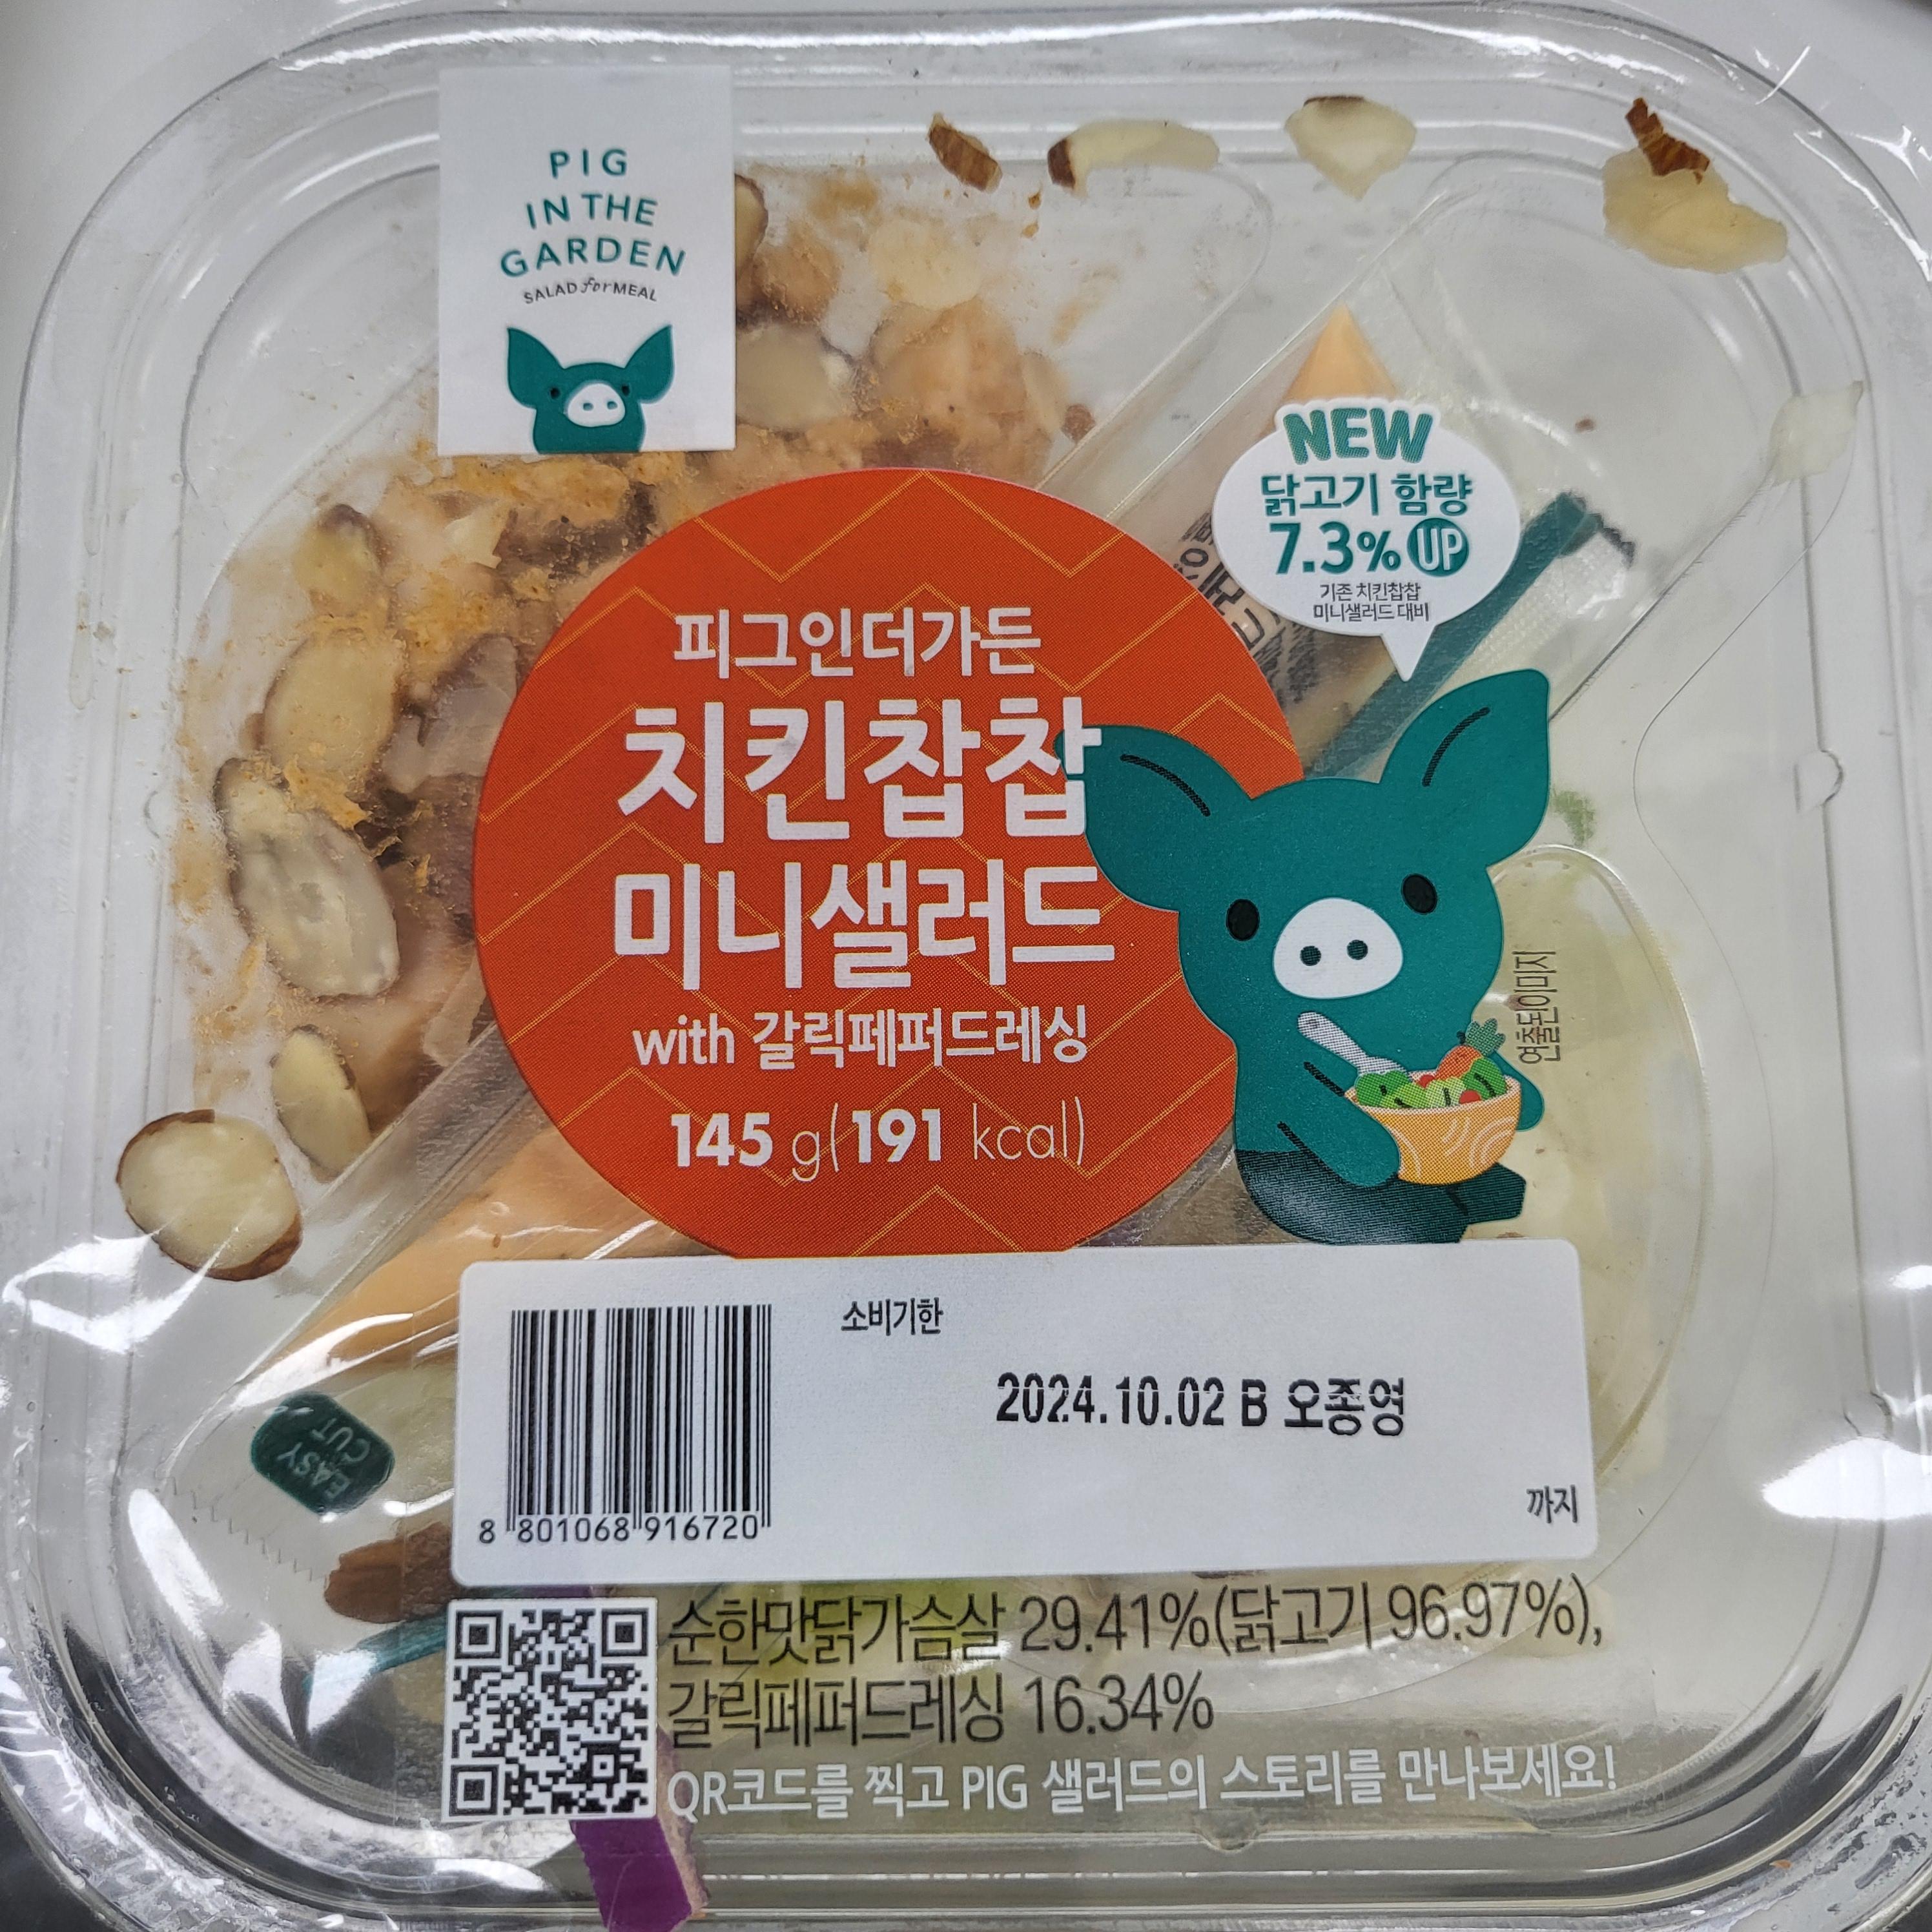 PIG
IN THE
GARDEN
SALAD for MEAL
NEW
닭고기 함량
7.3% UP
기존 치킨찹찹
미니샐러드 대비
피그인더가든
치킨찹찹
미니샐러드
with 갈릭페퍼드레싱
145 g(191 kcal)
연출된이미지
소비기한
2024.10.02 B 오종영
까지
8 801068 916720
EASY
CUT
순한맛닭가슴살 29.41%(닭고기 96.97%),
갈릭페퍼드레싱 16.34%
QR코드를 찍고 PIG 샐러드의 스토리를 만나보세요!